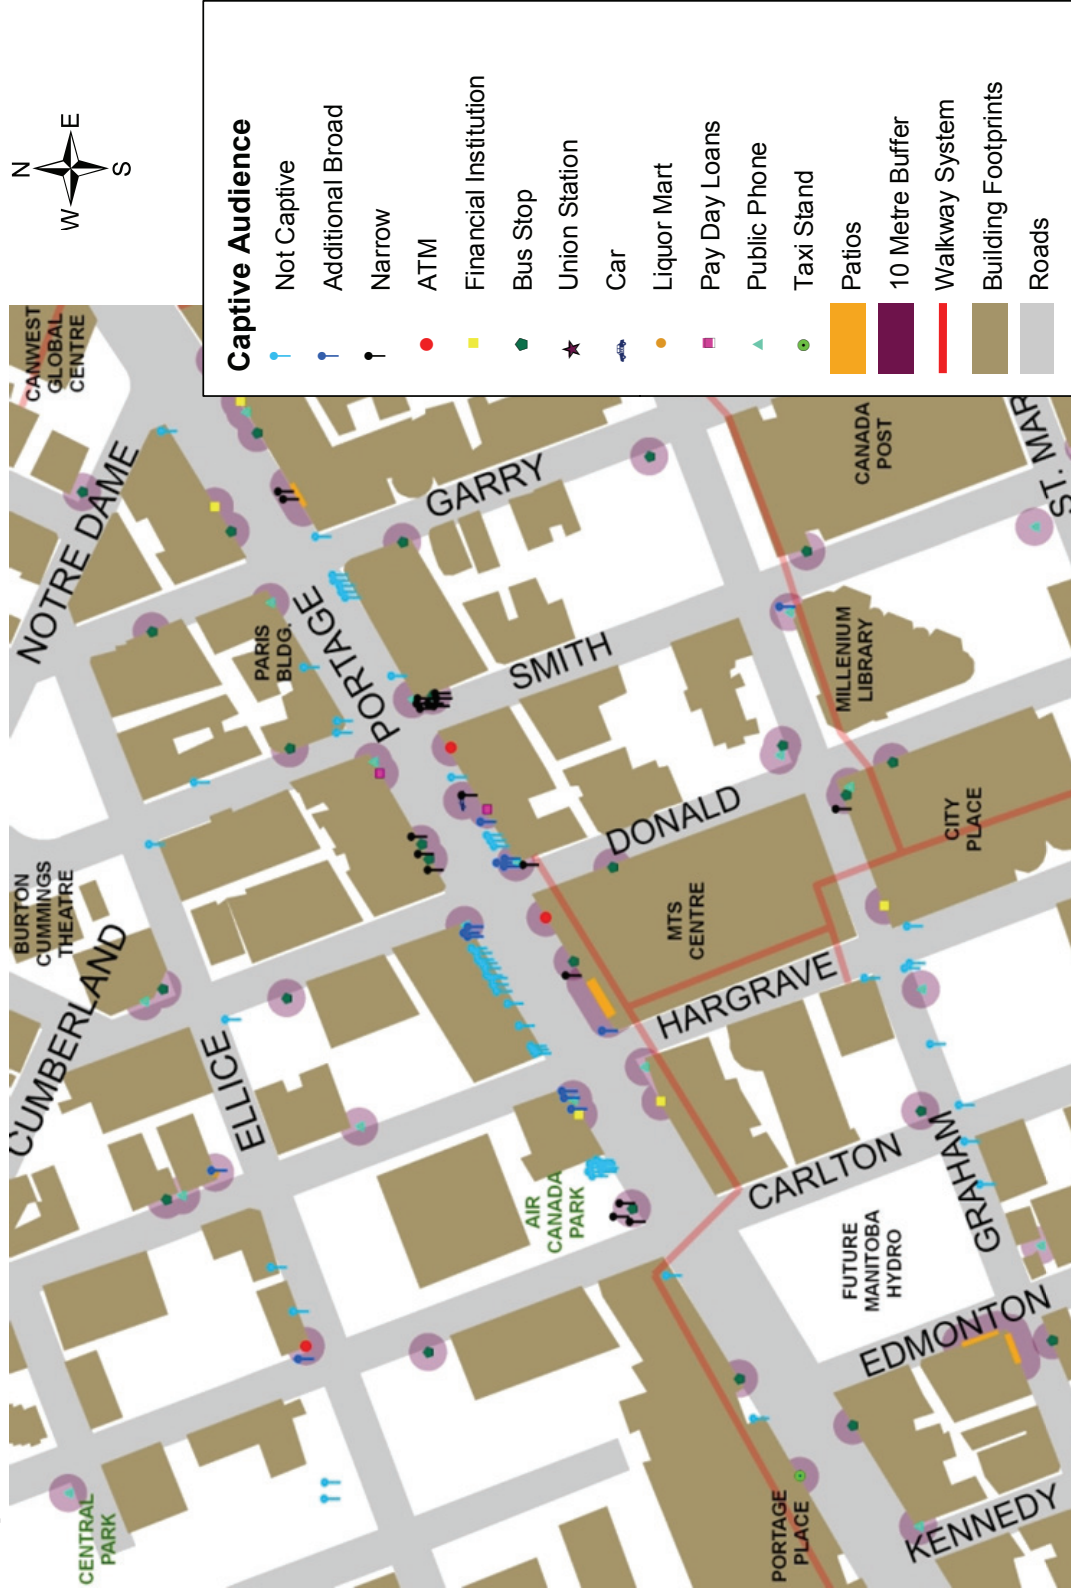 N
W
E
S
Captive Audience
Not Captive
Additional Broad
Narrow
ATM
Financial Institution
Bus Stop
Union Station
Car
Liquor Mart
Pay Day Loans
Public Phone
Taxi Stand
Patios
10 Metre Buffer
Walkway System
Building Footprints
Roads
CANWEST
GLOBAL
CENTRE
NOTRE DAME
GARRY
CANADA
POST
ST. MAR
PARIS
BLDG.
PORTAGE
SMITH
MILLENIUM
LIBRARY
BURTON
CUMMINGS
THEATRE
CUMBERLAND
DONALD
CITY
PLACE
MTS
CENTRE
HARGRAVE
ELLICE
AIR
CANADA
PARK
CARLTON
GRAHAM
FUTURE
MANITOBA
HYDRO
EDMONTON
CENTRAL
PARK
PORTAGE
PLACE
KENNEDY